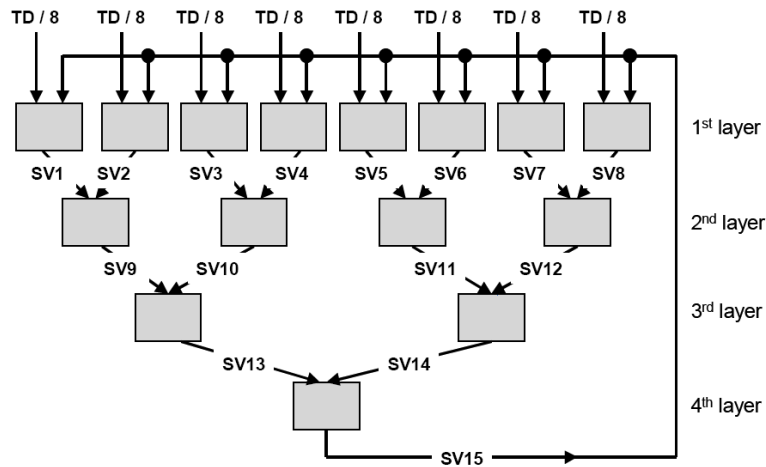 TD / 8 TD / 8 TD / 8 TD / 8 TD / 8 TD / 8 TD / 8 TD / 8
1st layer
SV1 SV2 SV3 SV4 SV5 SV6 SV7 SV8
2nd layer
SV9 SV10 SV11 SV12
3rd layer
SV13 SV14
4th layer
SV15